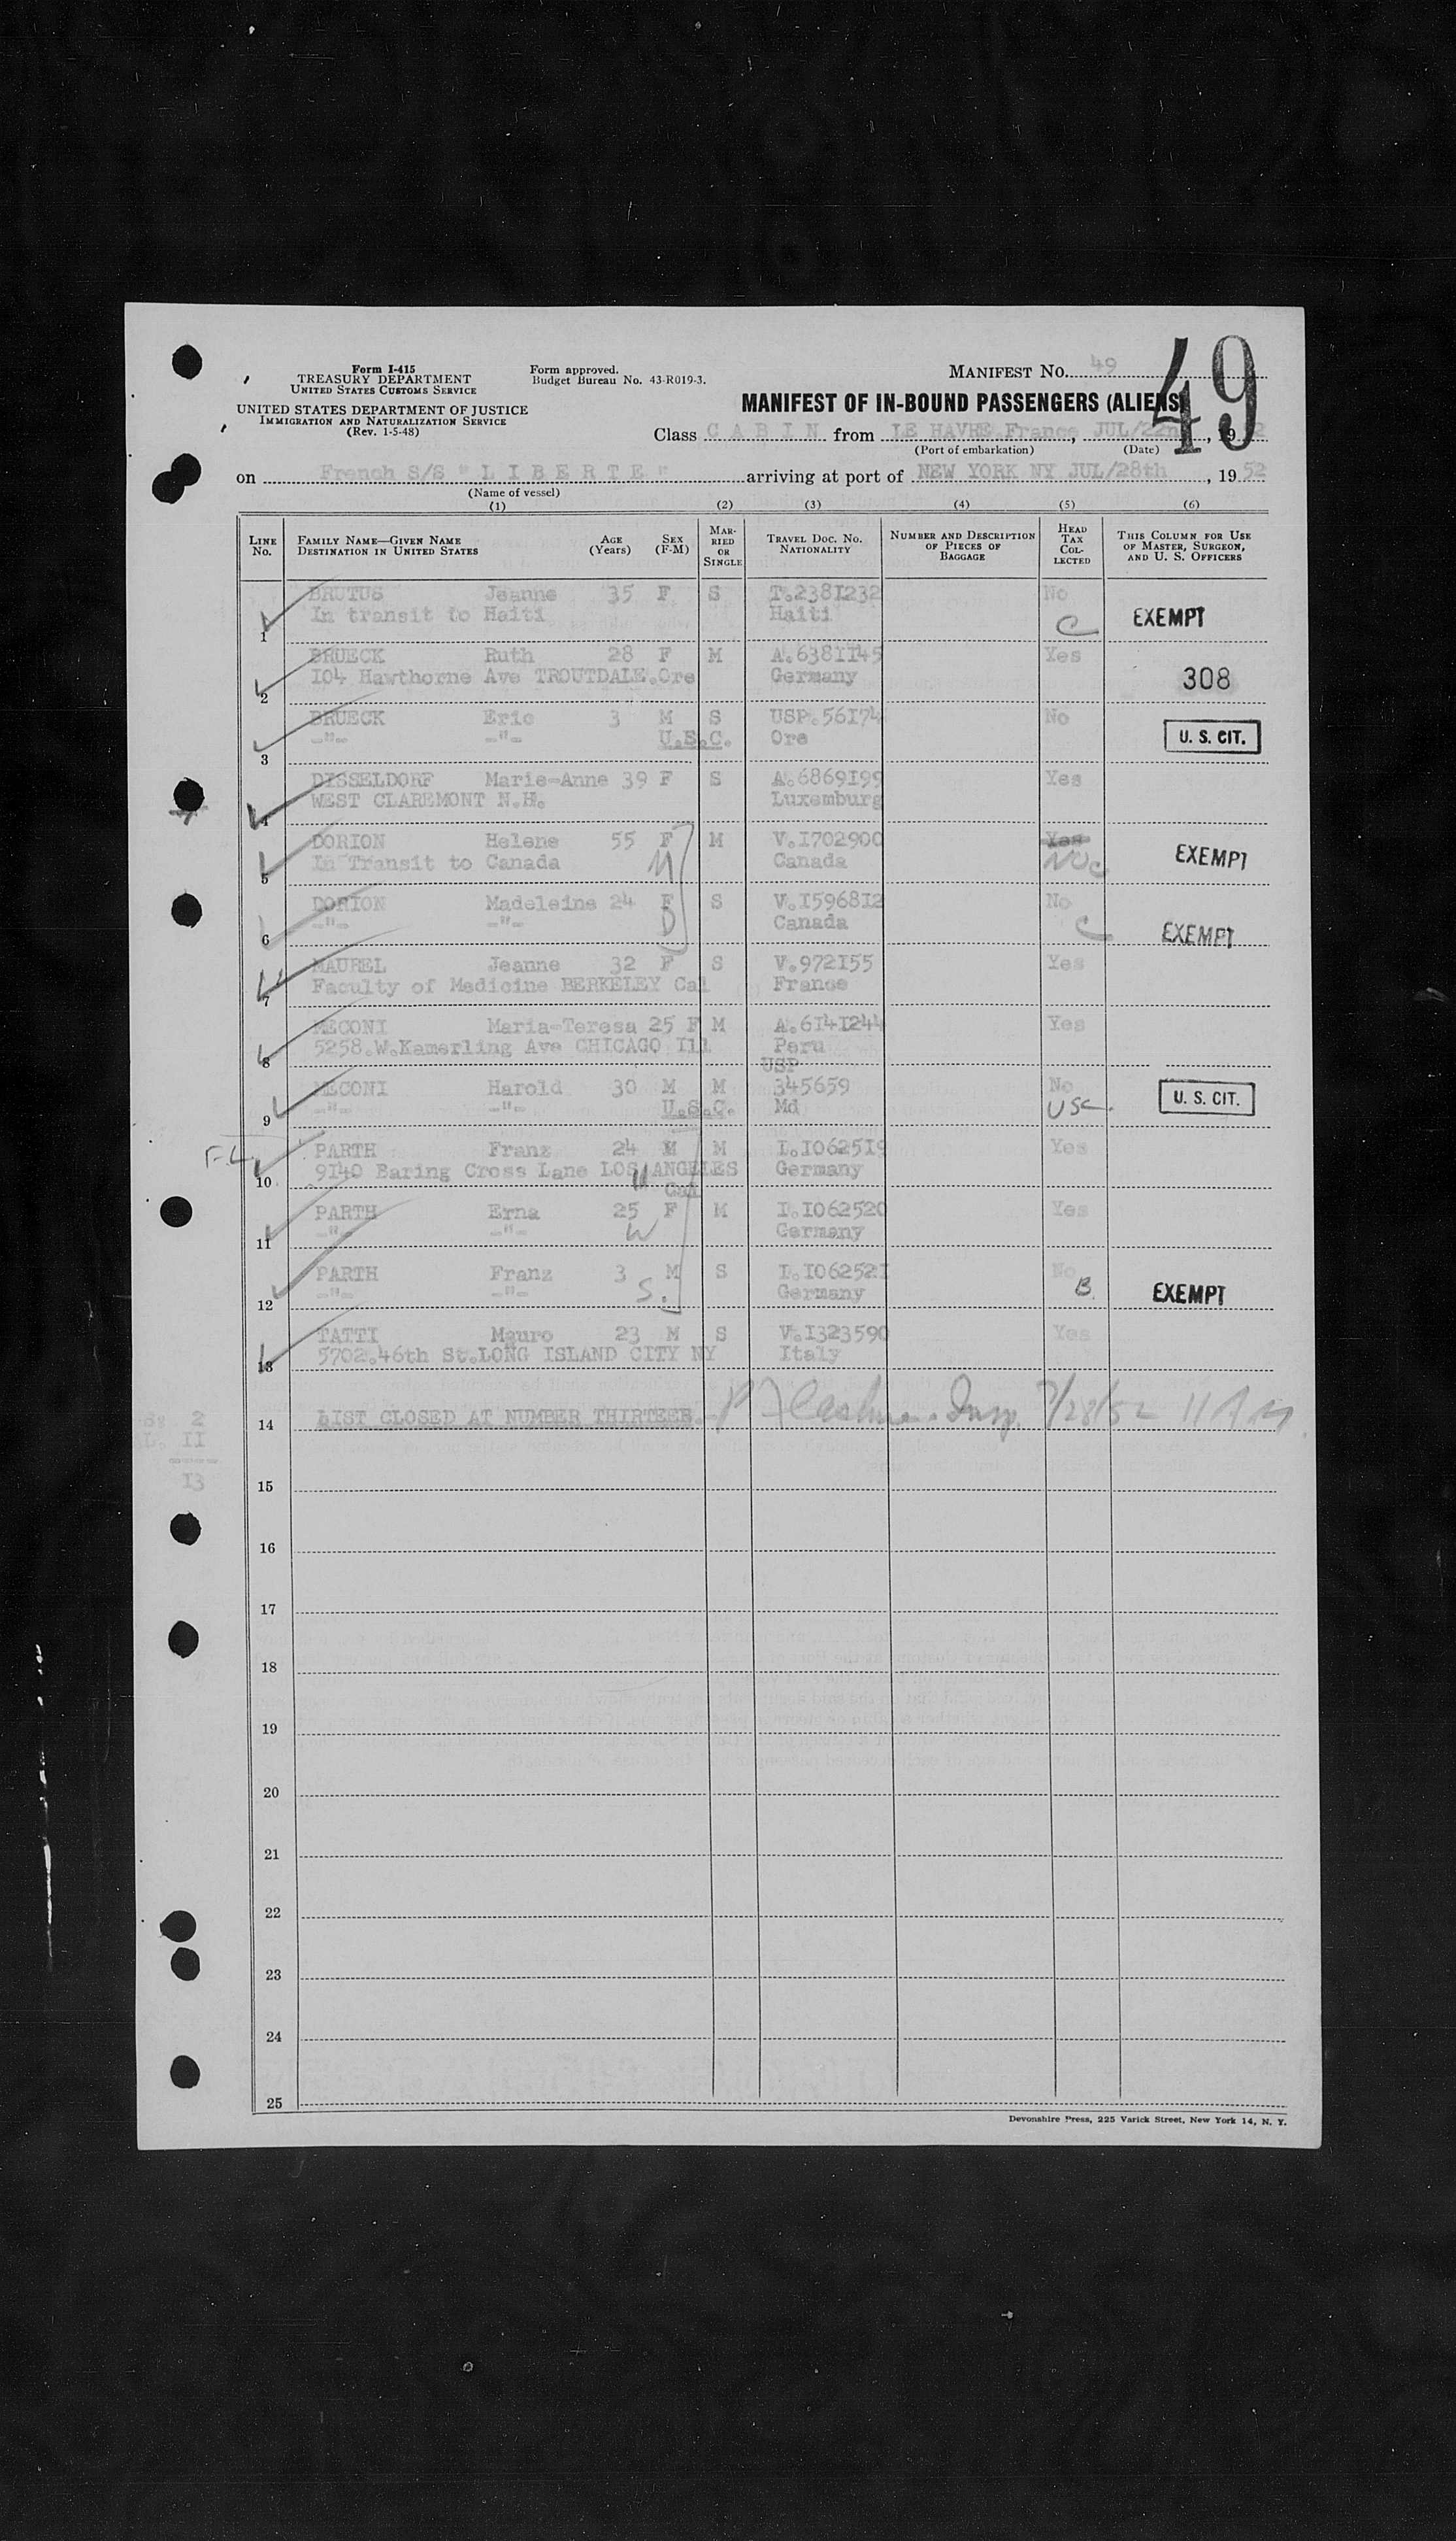 Form I-415
TREASURY DEPARTMENT
UNITED STATES CUSTOMS SERVICE
UNITED STATES DEPARTMENT OF JUSTICE
IMMIGRATION AND NATURALIZATION SERVICE
(Rev. 1-5-48)
Form approved.
Budget Bureau No. 43-R019-3.
MANIFEST No. 49
49
MANIFEST OF IN-BOUND PASSENGERS (ALIENS)
Class C A B I N from LE HAVRE France, JUL/22n , 19
(Port of embarkation) (Date)
on French S/S " L I B E R T E " arriving at port of NEW YORK NY JUL/28th , 1952
(Name of vessel)
(1) (2) (3) (4) (5) (6)
LINE No. FAMILY NAME—GIVEN NAME DESTINATION IN UNITED STATES AGE (Years) SEX (F-M) MARRIED OR SINGLE TRAVEL DOC. No. NATIONALITY NUMBER AND DESCRIPTION OF PIECES OF BAGGAGE HEAD TAX COLLECTED THIS COLUMN FOR USE OF MASTER, SURGEON, AND U. S. OFFICERS
BRUTUS Jeanne 35 F S T.2381232 No
1 In transit to Haiti Haiti C EXEMPT
BRUECK Ruth 28 F M A.6381145 Yes
2 104 Hawthorne Ave TROUTDALE.Ore Germany 308
BRUECK Eric 3 M S USP.56174 No
3 -"- -"- U.S.C. Ore U. S. CIT.
DISSELDORF Marie-Anne 39 F S A.6869199 Yes
4 WEST CLAREMONT N.H. Luxemburg
DORION Helene 55 F M V.1702900 Yes
5 In Transit to Canada M Canada NOC EXEMPT
DORION Madeleine 24 F S V.1596812 No
6 -"- -"- D Canada C EXEMPT
MAUREL Jeanne 32 F S V.972155 Yes
7 Faculty of Medicine BERKELEY Cal France
MECONI Maria-Teresa 25 F M A.6141244 Yes
8 5258.W.Kamerling Ave CHICAGO Ill Peru
USP
MECONI Harold 30 M M 345659 No
9 -"- -"- U.S.C. Md USC. U. S. CIT.
PARTH Franz 24 M M I.1062519 Yes
10 9140 Baring Cross Lane LOS ANGELES Germany
Cal H
PARTH Erna 25 F M I.1062520 Yes
11 -"- -"- W Germany
PARTH Franz 3 M S I.1062521 No
12 -"- -"- S. Germany B. EXEMPT
TATTI Mauro 23 M S V.1323590 Yes
13 5702.46th St.LONG ISLAND CITY NY Italy
14 LIST CLOSED AT NUMBER THIRTEEN. Insp. 7/28/52 11 AM
2
11
13
15
16
17
18
19
20
21
22
23
24
25
Devonshire Press, 225 Varick Street, New York 14, N. Y.